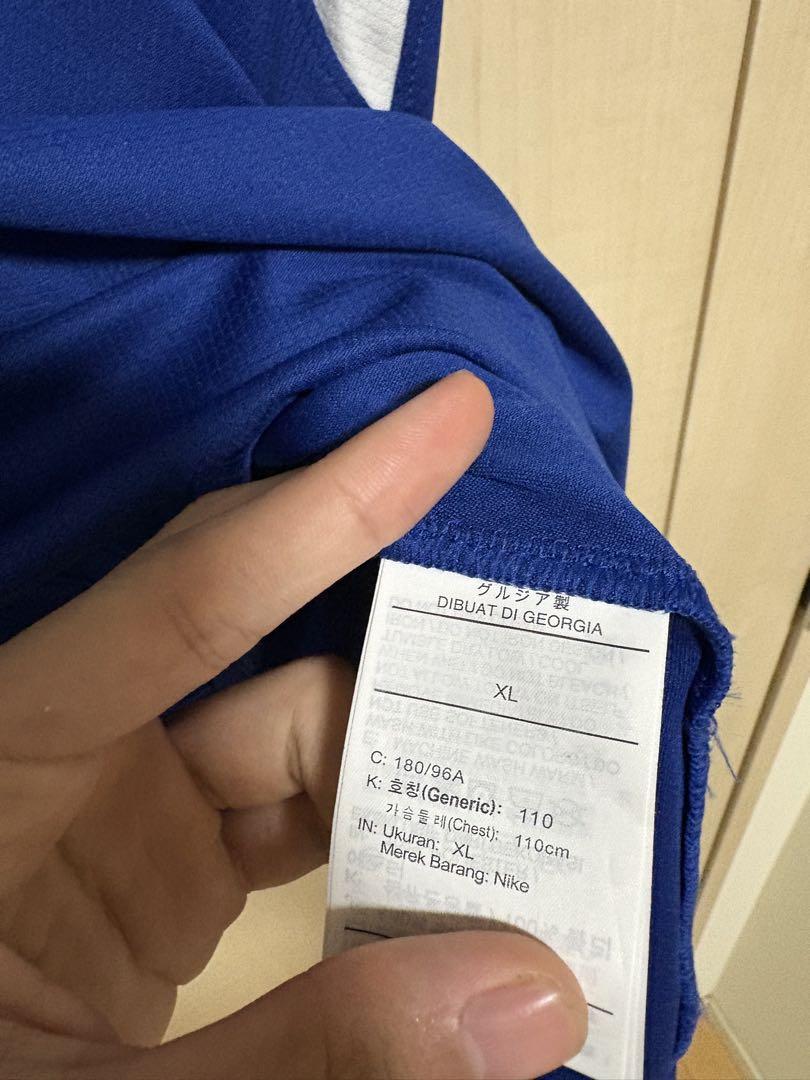 グルジア製
DIBUAT DI GEORGIA
XL
C: 180/96A
K: 호칭(Generic): 110
가슴둘레(Chest): 110cm
IN: Ukuran: XL
Merek Barang: Nike